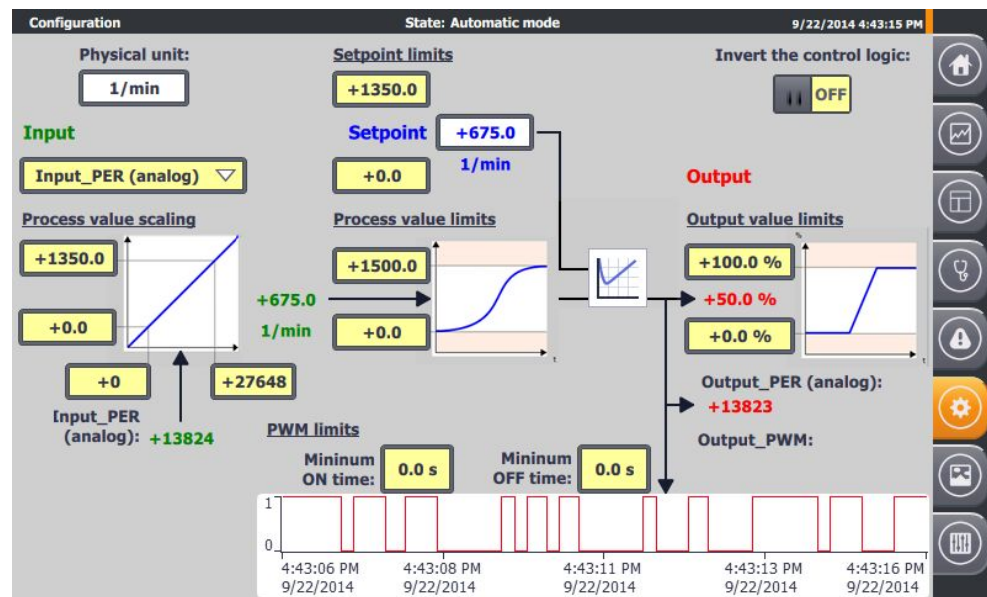 Configuration
State: Automatic mode
9/22/2014 4:43:15 PM
Physical unit:
1/min
Setpoint limits
+1350.0
Invert the control logic:
OFF
Input
Setpoint
+675.0
1/min
Input_PER (analog)
+0.0
Output
Process value scaling
Process value limits
Output value limits
+1350.0
+1500.0
+100.0 %
+675.0
+50.0 %
+0.0
1/min
+0.0
+0.0 %
t
t
+0
+27648
Output_PER (analog):
+13823
Input_PER
(analog): +13824
PWM limits
Output_PWM:
Mininum
ON time:
0.0 s
Mininum
OFF time:
0.0 s
1
0
4:43:06 PM
9/22/2014
4:43:08 PM
9/22/2014
4:43:11 PM
9/22/2014
4:43:13 PM
9/22/2014
4:43:16 PM
9/22/2014